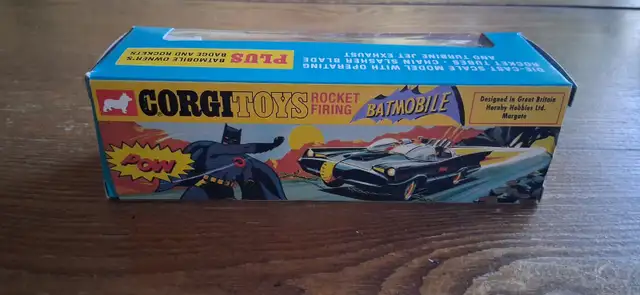 PLUS
BATMOBILE OWNER'S
BADGE AND ROCKETS
DIE-CAST SCALE MODEL WITH OPERATING
ROCKET TUBES · CHAIN SLASHER BLADE
AND TURBINE JET EXHAUST
CORGI TOYS
ROCKET
FIRING
BATMOBILE
Designed in Great Britain
Hornby Hobbies Ltd.
Margate
POW